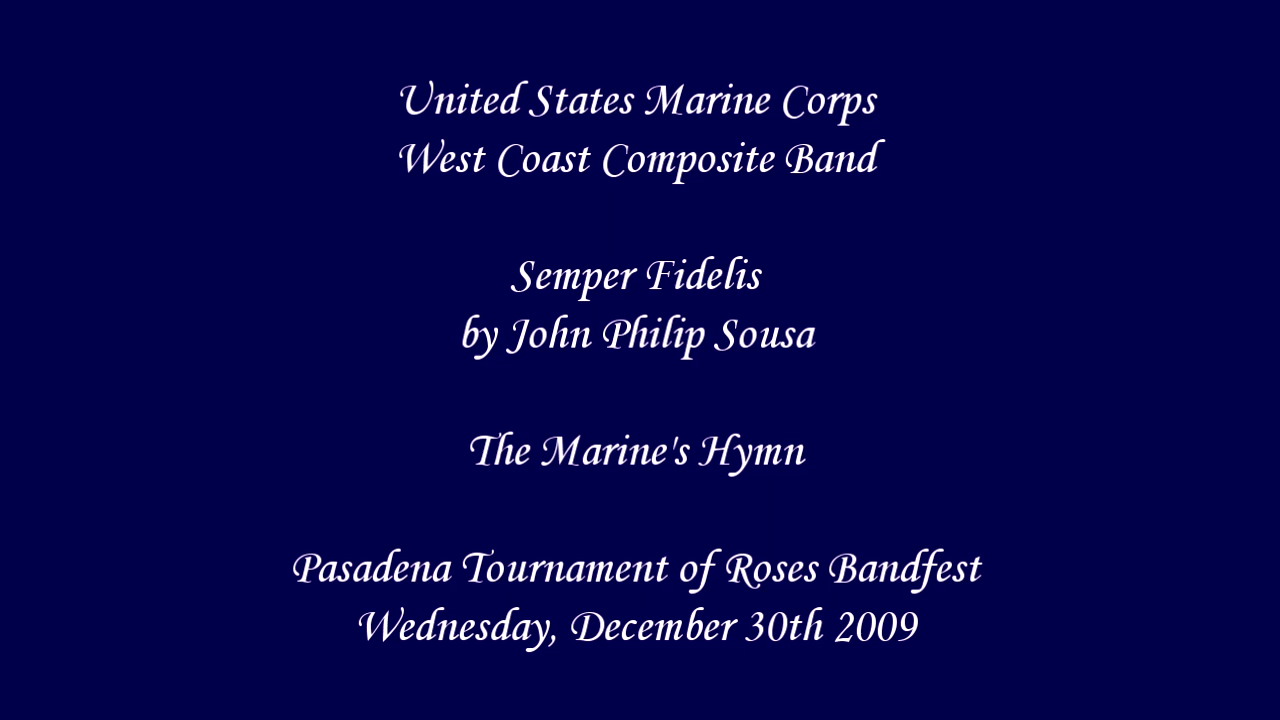 United States Marine Corps
West Coast Composite Band
Semper Fidelis
by John Philip Sousa
The Marine's Hymn
Pasadena Tournament of Roses Bandfest
Wednesday, December 30th 2009